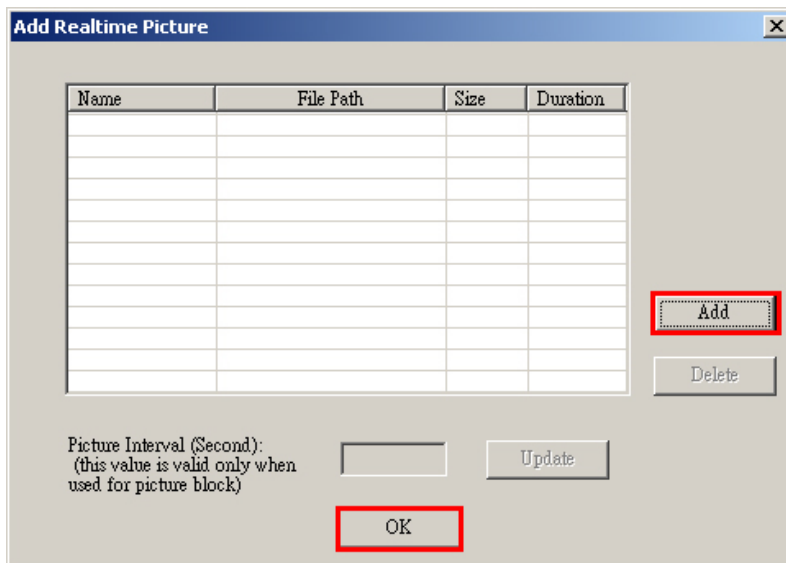 Add Realtime Picture
Name File Path Size Duration
Add
Delete
Picture Interval (Second):
(this value is valid only when
used for picture block)
Update
OK